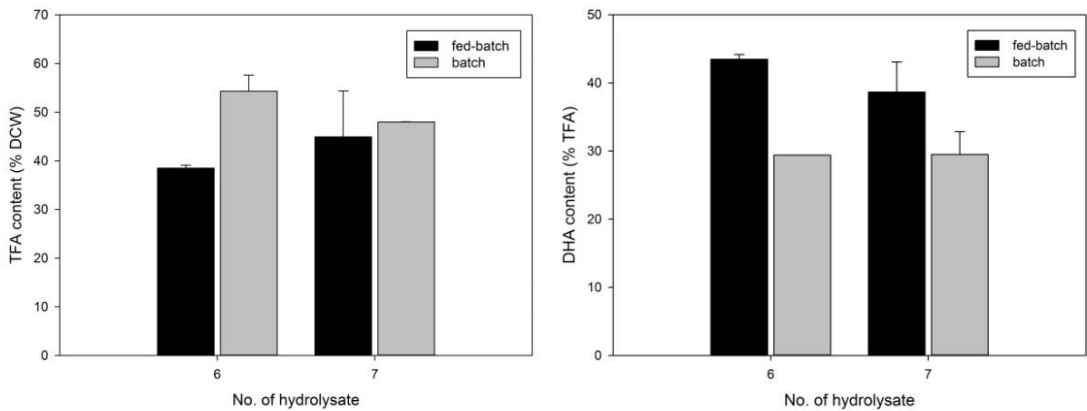 TFA content (% DCW)
70
60
50
40
30
20
10
0
fed-batch
batch
6
7
No. of hydrolysate
DHA content (% TFA)
50
40
30
20
10
0
fed-batch
batch
6
7
No. of hydrolysate